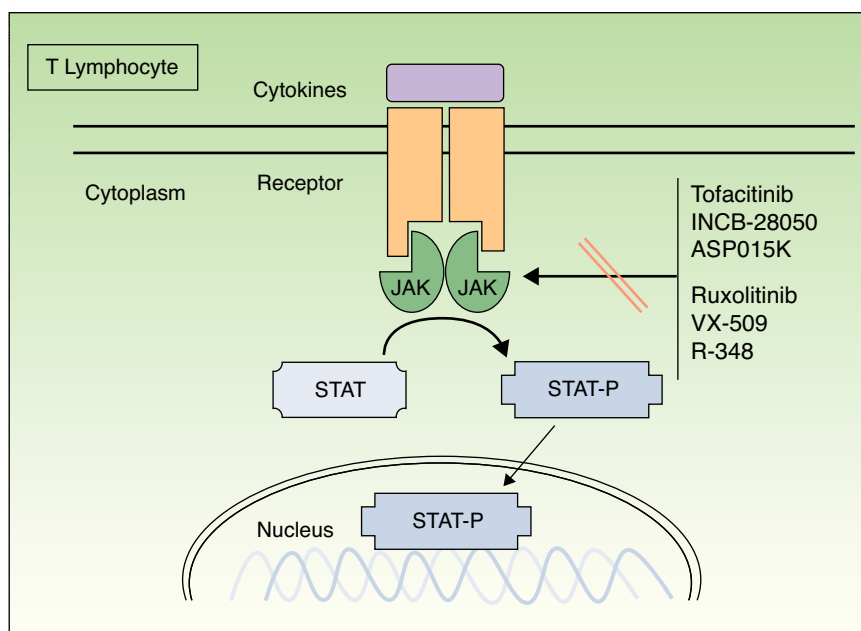 T Lymphocyte
Cytokines
Cytoplasm
Receptor
Tofacitinib
INCB-28050
ASP015K
JAK
JAK
Ruxolitinib
VX-509
R-348
STAT
STAT-P
STAT-P
Nucleus